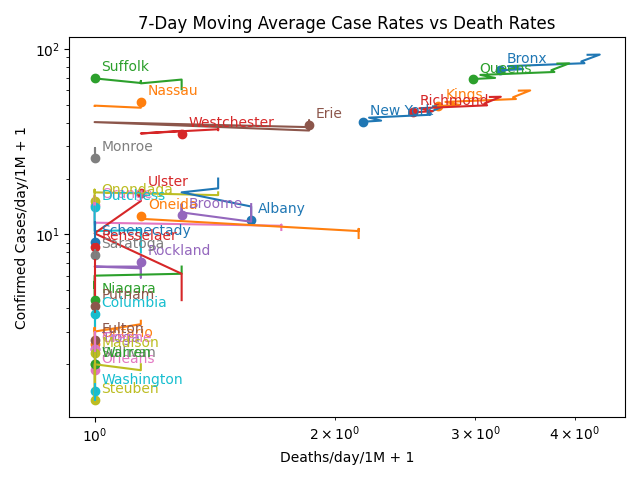 7-Day Moving Average Case Rates vs Death Rates
10²
Suffolk
Bronx
Queens
Nassau
Kings
Richmond
New York
Erie
Westchester
Monroe
Ulster
Onondaga
Dutchess
Broome
Albany
Oneida
10¹
Schenectady
Rensselaer
Saratoga
Rockland
Niagara
Putnam
Columbia
Fulton
Tioga
Madison
Sullivan
Orleans
Washington
Steuben
Confirmed Cases/day/1M + 1
10⁰
2 × 10⁰
3 × 10⁰
4 × 10⁰
Deaths/day/1M + 1